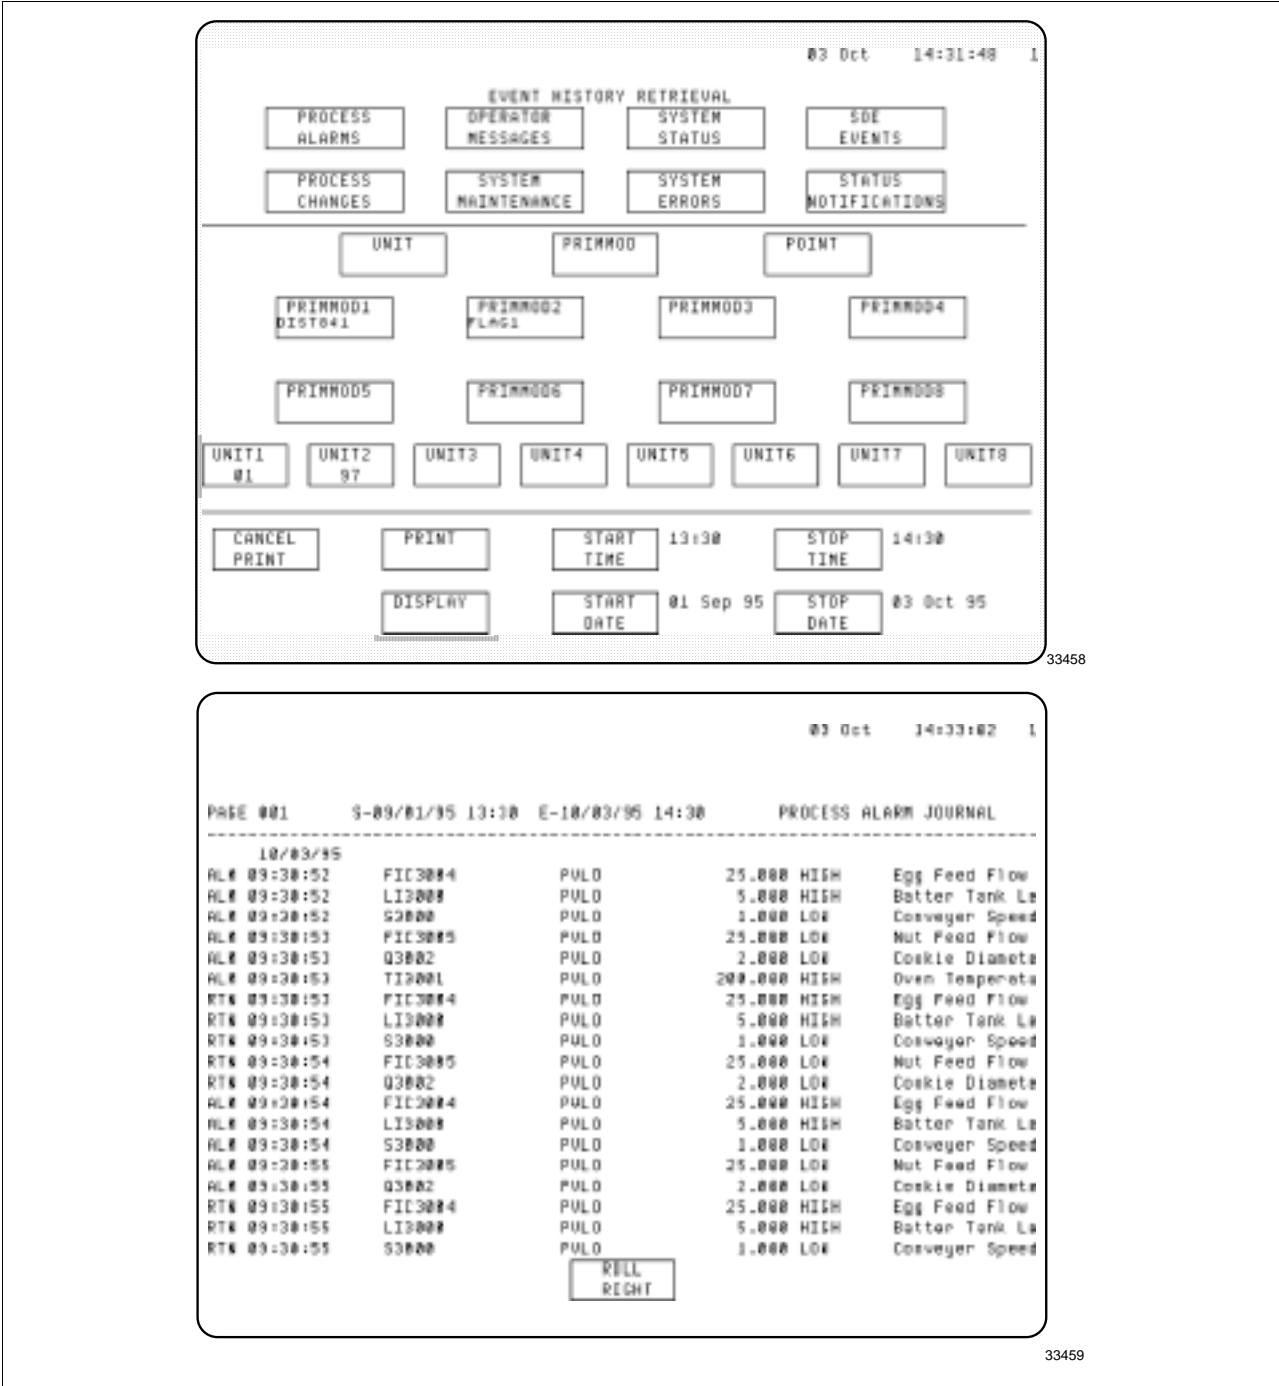 03 Oct 14:31:48 1
EVENT HISTORY RETRIEVAL
PROCESS ALARMS
OPERATOR MESSAGES
SYSTEM STATUS
SOE EVENTS
PROCESS CHANGES
SYSTEM MAINTENANCE
SYSTEM ERRORS
STATUS NOTIFICATIONS
UNIT PRIMMOD POINT
PRIMMOD1 PRIMMOD2 PRIMMOD3 PRIMMOD4
DIST041 FLAG1
PRIMMOD5 PRIMMOD6 PRIMMOD7 PRIMMOD8
UNIT1 UNIT2 UNIT3 UNIT4 UNIT5 UNIT6 UNIT7 UNIT8
01 97
CANCEL PRINT
PRINT
START TIME 13:30
STOP TIME 14:30
DISPLAY
START DATE 01 Sep 95
STOP DATE 03 Oct 95
33458
03 Oct 14:33:02 1
PAGE 001 S-09/01/95 13:30 E-10/03/95 14:30 PROCESS ALARM JOURNAL
10/03/95
09:30:52 FIC3004 PVLO 25.000 HIGH Egg Feed Flow
09:30:52 LI3000 PVLO 5.000 HIGH Batter Tank Le
09:30:52 S3000 PVLO 1.000 LOW Conveyer Speed
09:30:53 FIC3005 PVLO 25.000 LOW Nut Feed Flow
09:30:53 Q3002 PVLO 2.000 LOW Cookie Diamete
09:30:53 TI3001 PVLO 200.000 HIGH Oven Temperatu
RTN 09:30:53 FIC3004 PVLO 25.000 HIGH Egg Feed Flow
RTN 09:30:53 LI3000 PVLO 5.000 HIGH Batter Tank Le
RTN 09:30:53 S3000 PVLO 1.000 LOW Conveyer Speed
RTN 09:30:54 FIC3005 PVLO 25.000 LOW Nut Feed Flow
RTN 09:30:54 Q3002 PVLO 2.000 LOW Cookie Diamete
09:30:54 FIC3004 PVLO 25.000 HIGH Egg Feed Flow
09:30:54 LI3000 PVLO 5.000 HIGH Batter Tank Le
09:30:54 S3000 PVLO 1.000 LOW Conveyer Speed
09:30:55 FIC3005 PVLO 25.000 LOW Nut Feed Flow
09:30:55 Q3002 PVLO 2.000 LOW Cookie Diamete
RTN 09:30:55 FIC3004 PVLO 25.000 HIGH Egg Feed Flow
RTN 09:30:55 LI3000 PVLO 5.000 HIGH Batter Tank Le
RTN 09:30:55 S3000 PVLO 1.000 LOW Conveyer Speed
ROLL RIGHT
33459